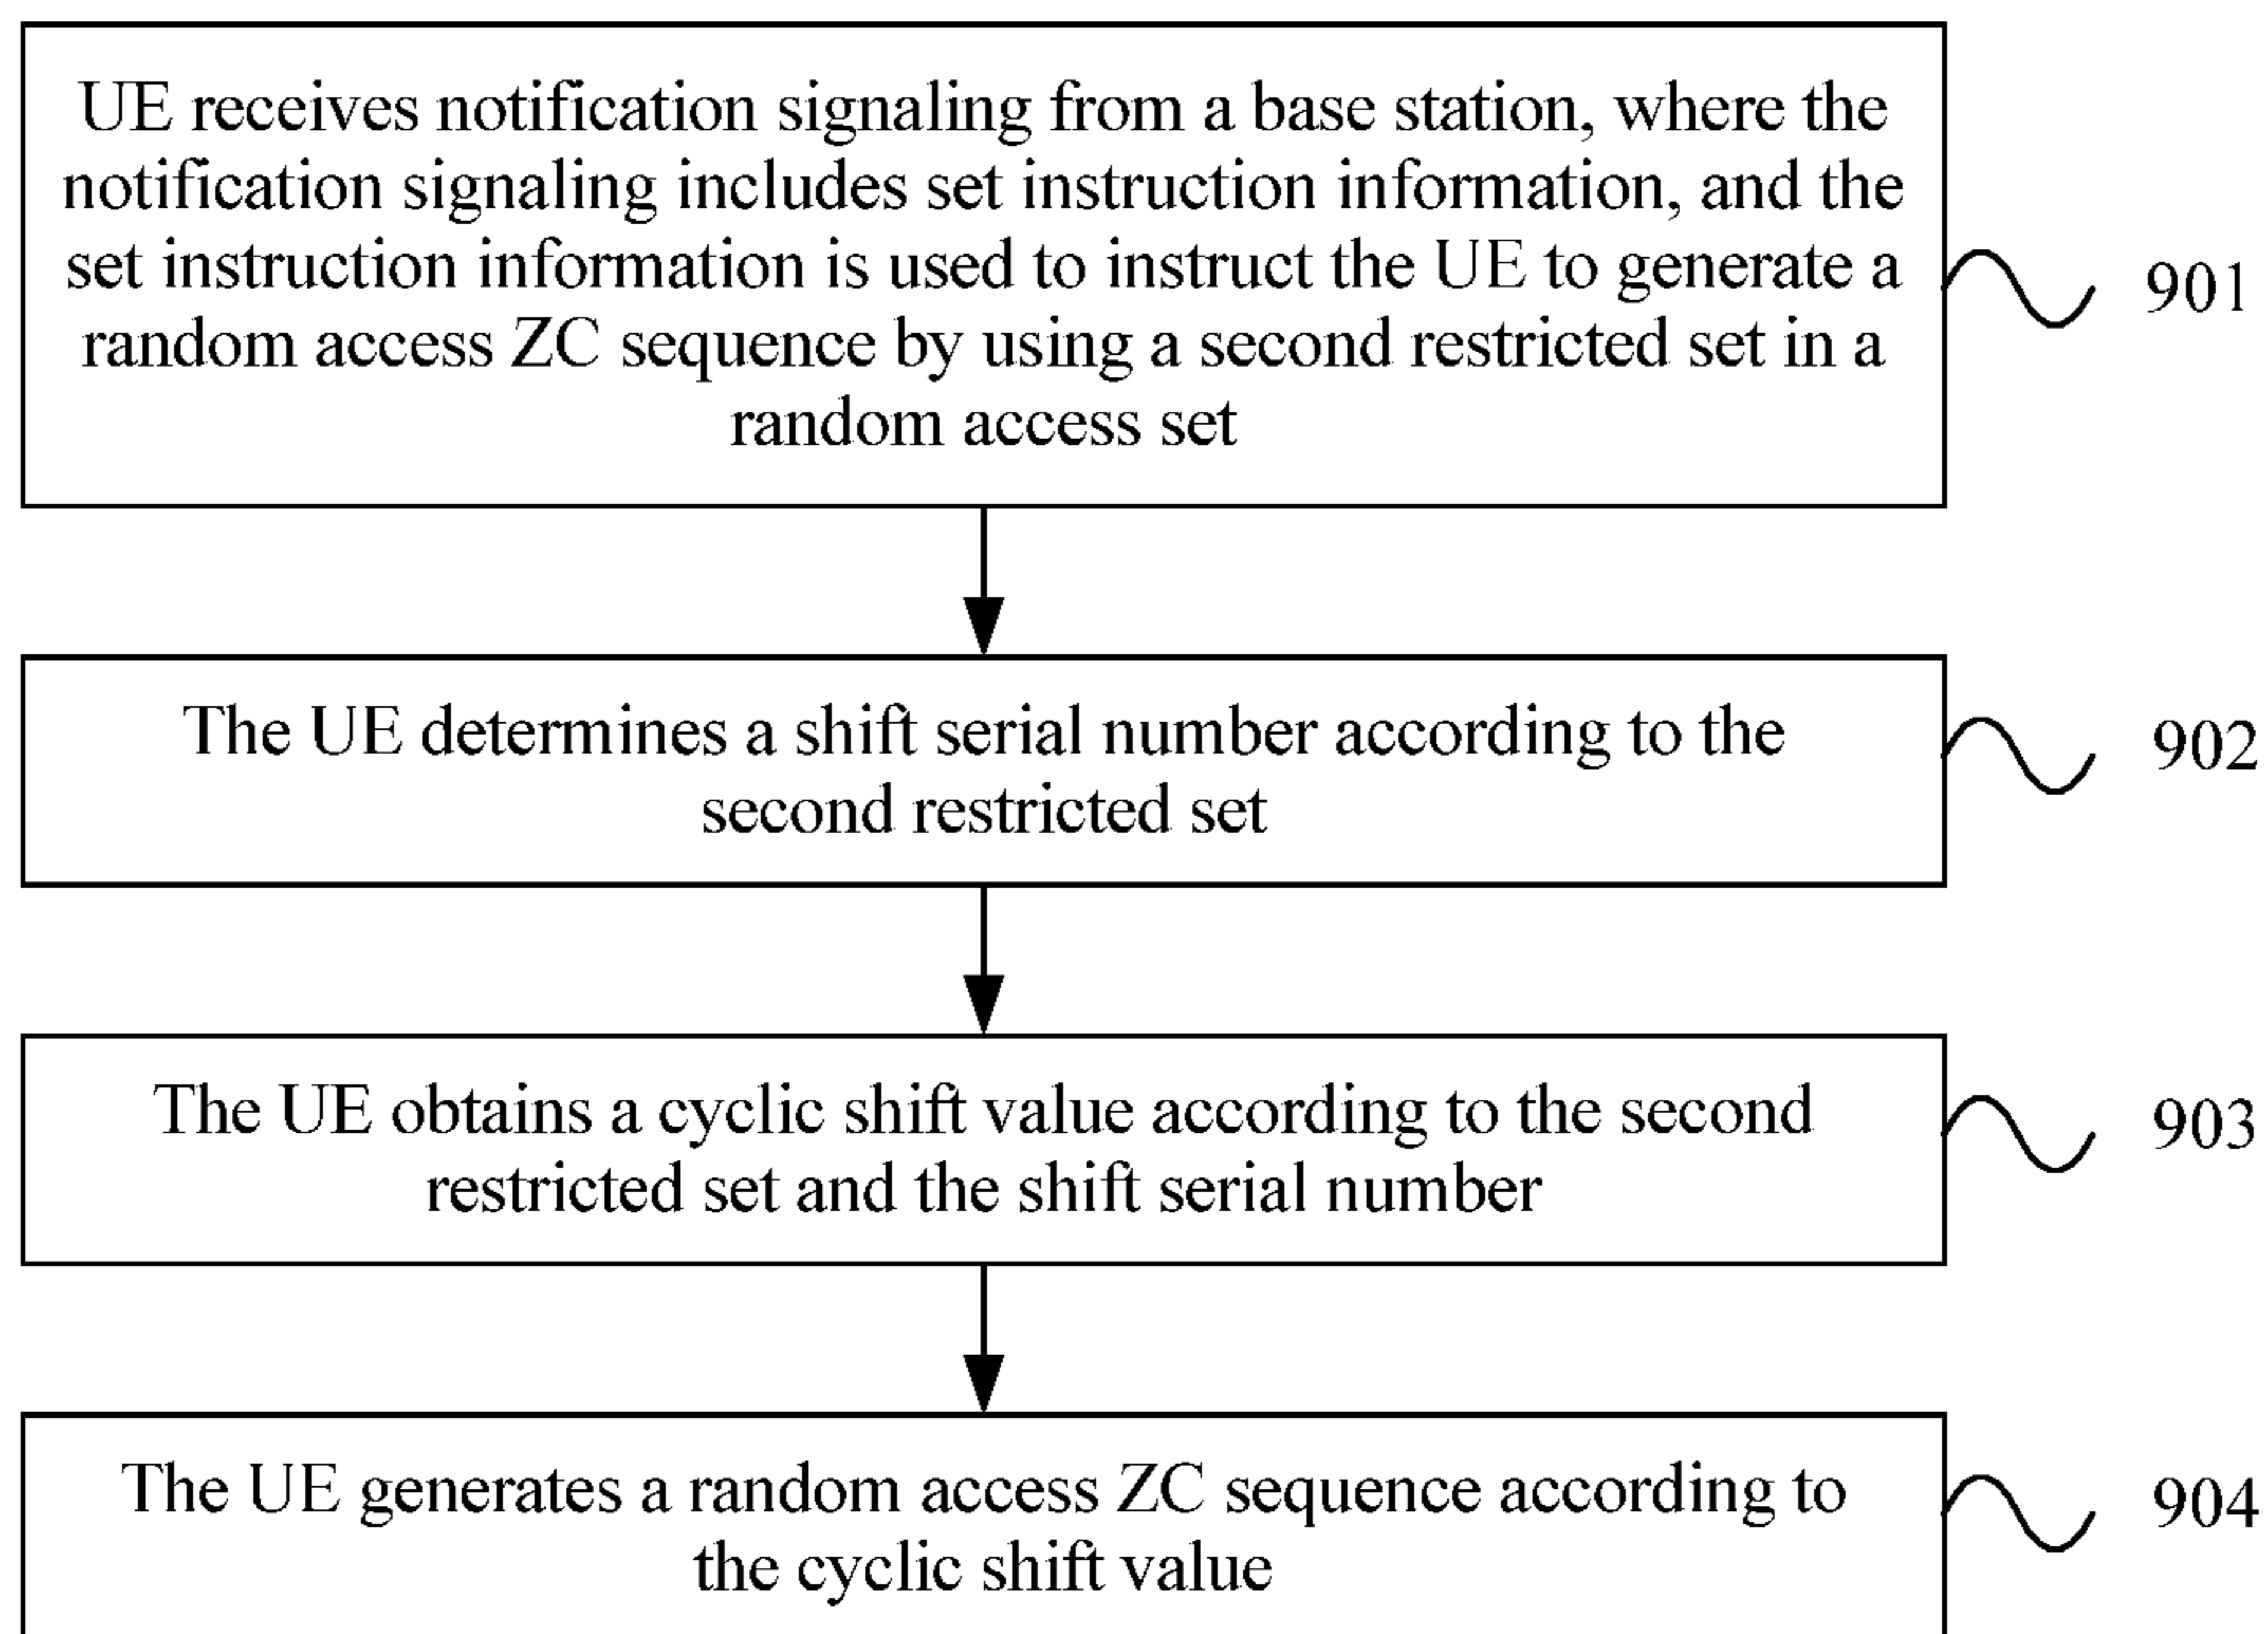 UE receives notification signaling from a base station, where the
notification signaling includes set instruction information, and the
set instruction information is used to instruct the UE to generate a
random access ZC sequence by using a second restricted set in a
random access set
901
The UE determines a shift serial number according to the
second restricted set
902
The UE obtains a cyclic shift value according to the second
restricted set and the shift serial number
903
The UE generates a random access ZC sequence according to
the cyclic shift value
904